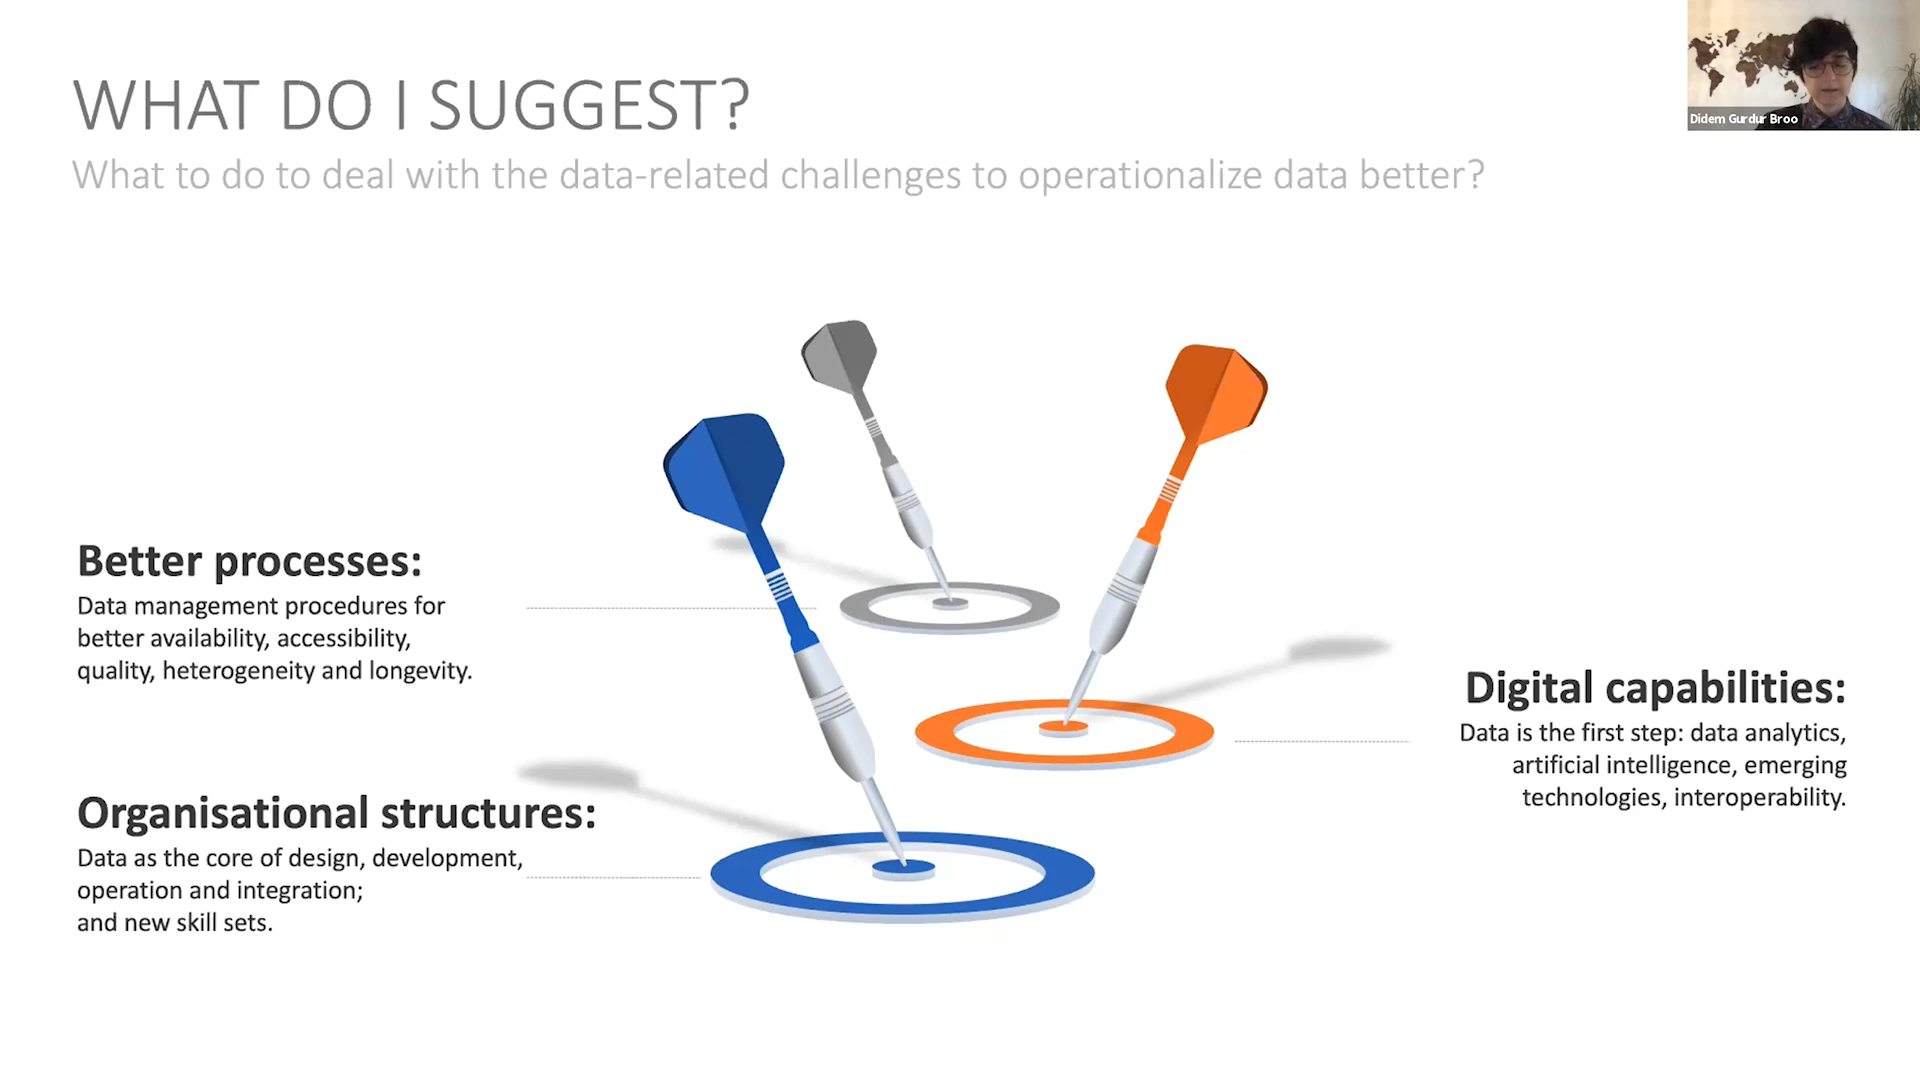 WHAT DO I SUGGEST?
What to do to deal with the data-related challenges to operationalize data better?
Didem Gurdur Broo
Better processes:
Data management procedures for
better availability, accessibility,
quality, heterogeneity and longevity.
Organisational structures:
Data as the core of design, development,
operation and integration;
and new skill sets.
Digital capabilities:
Data is the first step: data analytics,
artificial intelligence, emerging
technologies, interoperability.